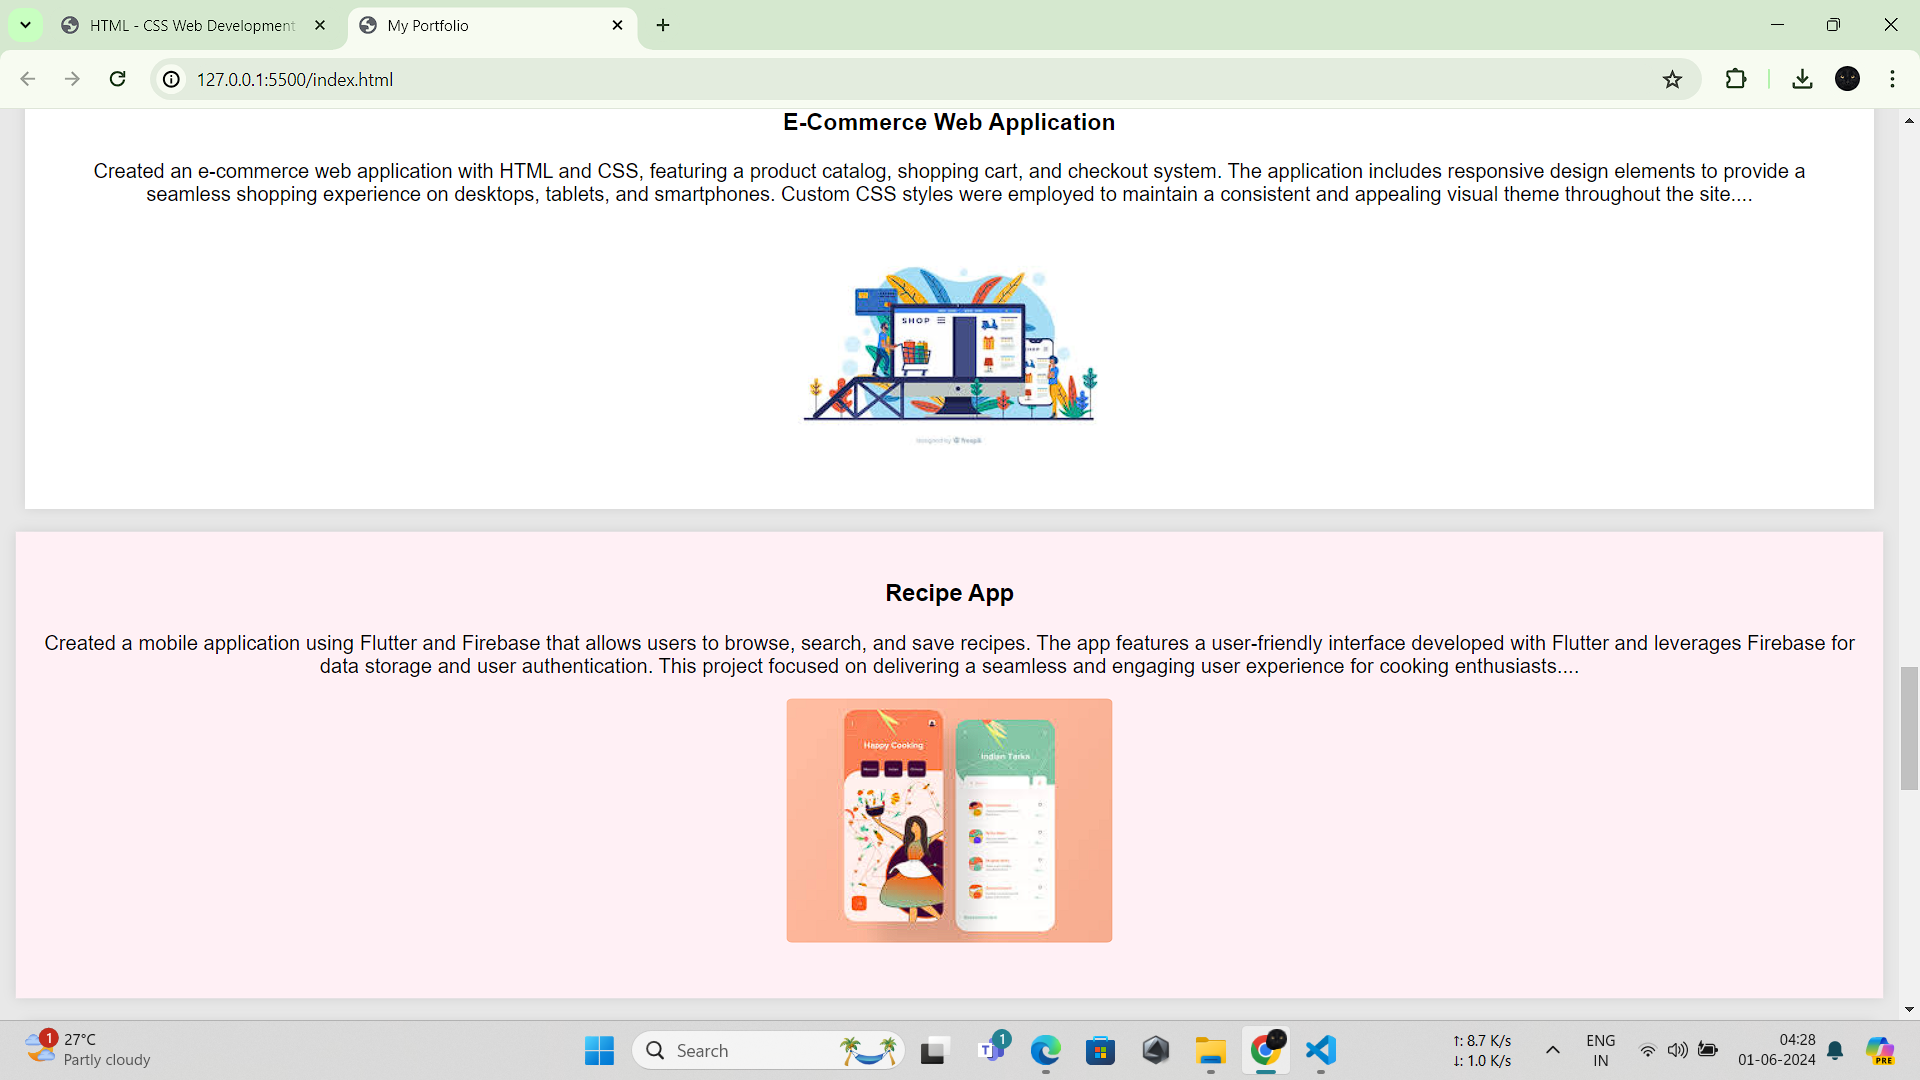 HTML - CSS Web Development
My Portfolio
127.0.0.1:5500/index.html
E-Commerce Web Application
Created an e-commerce web application with HTML and CSS, featuring a product catalog, shopping cart, and checkout system. The application includes responsive design elements to provide a
seamless shopping experience on desktops, tablets, and smartphones. Custom CSS styles were employed to maintain a consistent and appealing visual theme throughout the site....
SHOP
designed by freepik
Recipe App
Created a mobile application using Flutter and Firebase that allows users to browse, search, and save recipes. The app features a user-friendly interface developed with Flutter and leverages Firebase for
data storage and user authentication. This project focused on delivering a seamless and engaging user experience for cooking enthusiasts....
Happy Cooking
Indian
1
27°C
Partly cloudy
Search
T
1
↑: 8.7 K/s
↓: 1.0 K/s
ENG
IN
04:28
01-06-2024
PRE